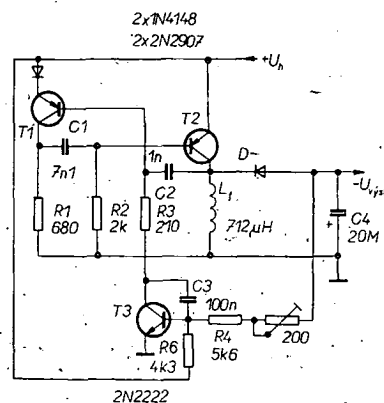 2x1N4148
2x2N2907
+Uh
T1
C1
T2
7n1
1n
D
-Uvýs
C2
R1
680
R2
2k
R3
210
L1
712μH
C4
20M
+
C3
100n
T3
R6
4k3
R4
5k6
200
2N2222